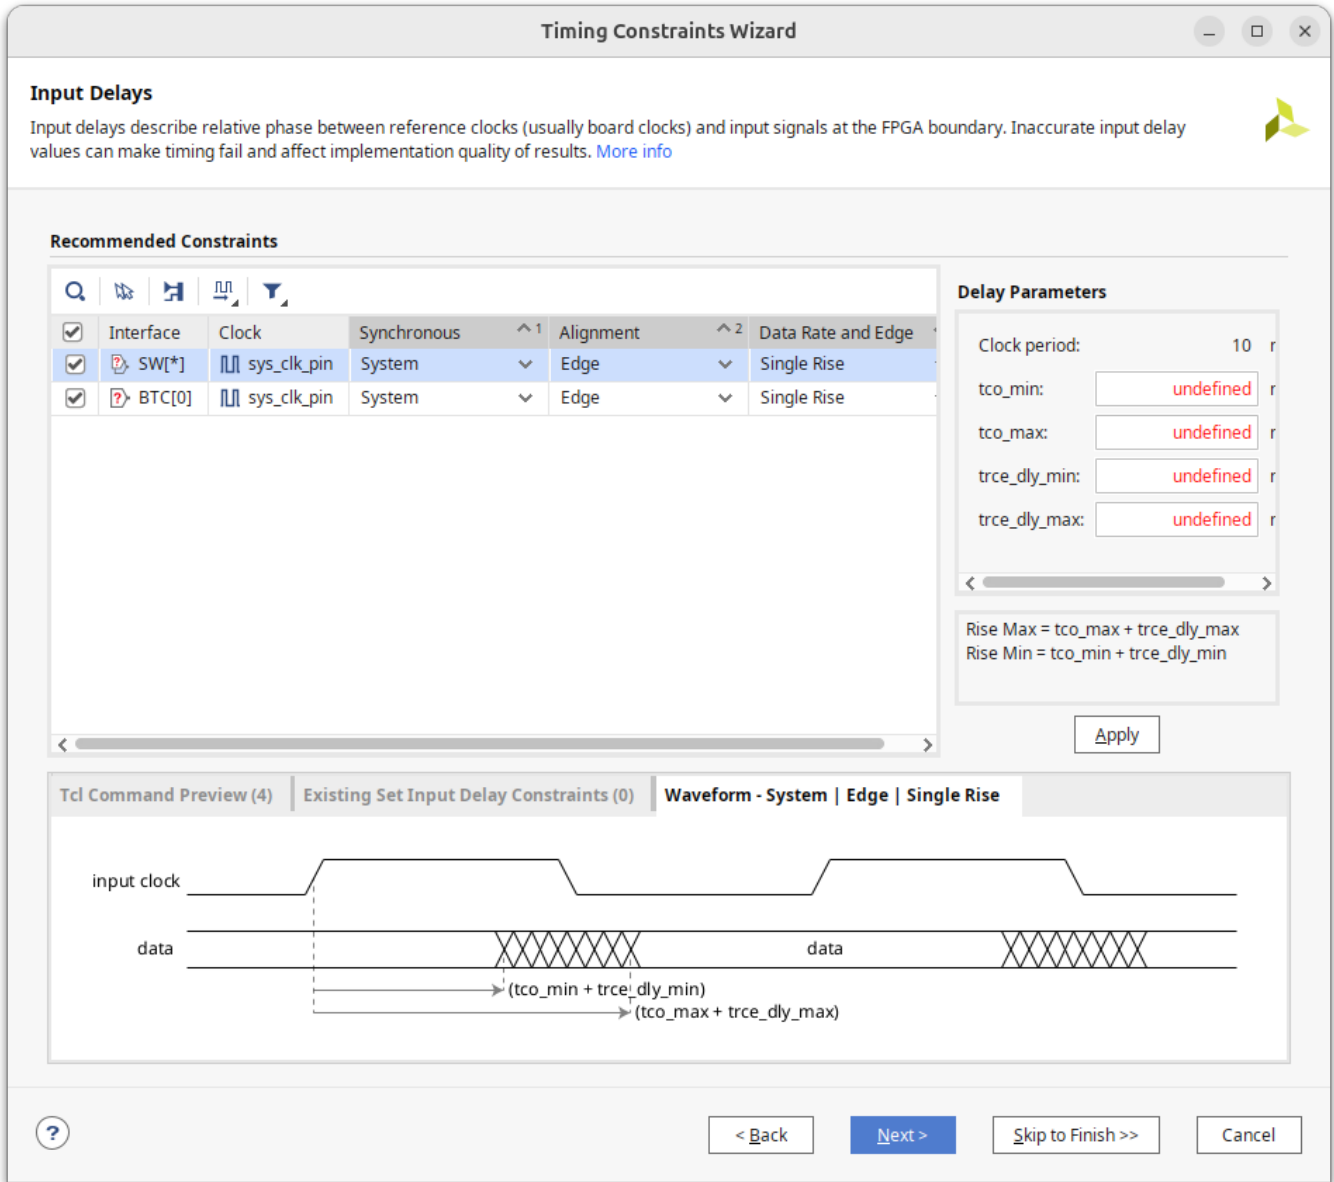 Timing Constraints Wizard
Input Delays
Input delays describe relative phase between reference clocks (usually board clocks) and input signals at the FPGA boundary. Inaccurate input delay
values can make timing fail and affect implementation quality of results. More info
Recommended Constraints
Interface Clock Synchronous 1 Alignment 2 Data Rate and Edge
SW[*] sys_clk_pin System Edge Single Rise
BTC[0] sys_clk_pin System Edge Single Rise
Delay Parameters
Clock period: 10
tco_min: undefined
tco_max: undefined
trce_dly_min: undefined
trce_dly_max: undefined
Rise Max = tco_max + trce_dly_max
Rise Min = tco_min + trce_dly_min
Apply
Tcl Command Preview (4) Existing Set Input Delay Constraints (0) Waveform - System | Edge | Single Rise
input clock
data data
(tco_min + trce_dly_min)
(tco_max + trce_dly_max)
? < Back Next > Skip to Finish >> Cancel